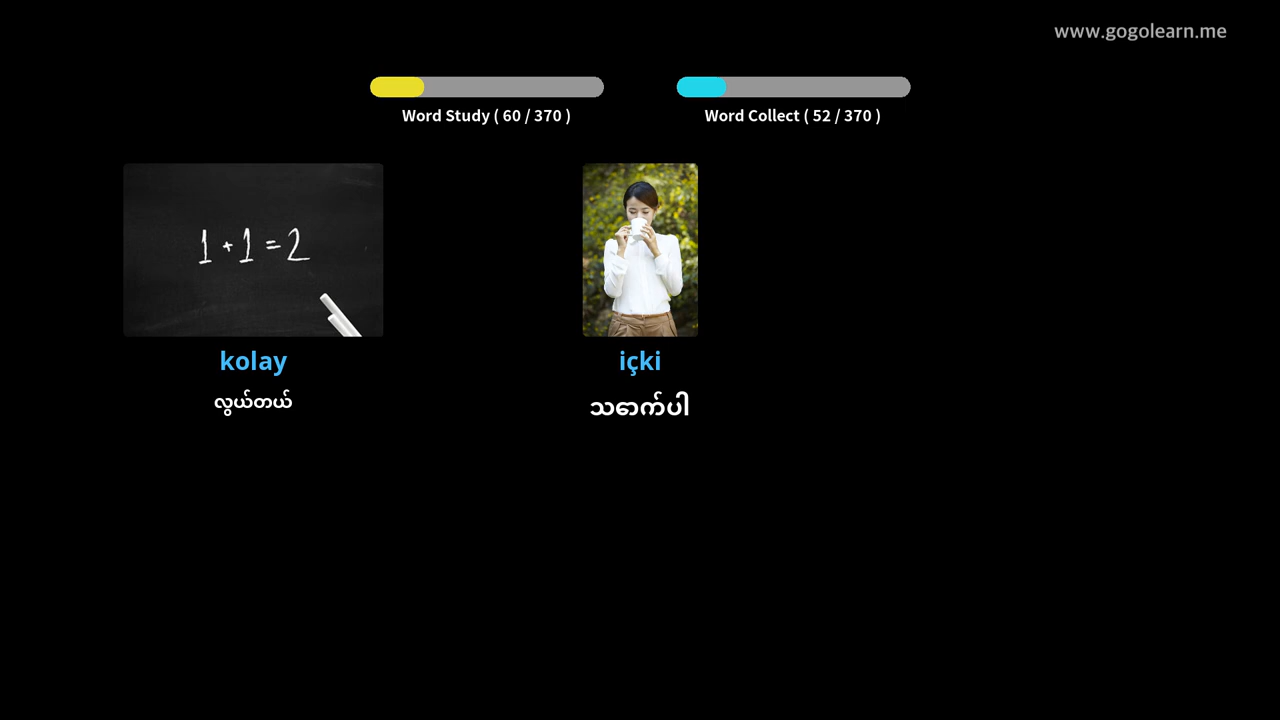 www.gogolearn.me
Word Study ( 60 / 370 )
Word Collect ( 52 / 370 )
1 + 1 = 2
kolay
လွယ်တယ်
içki
သောက်ပါ